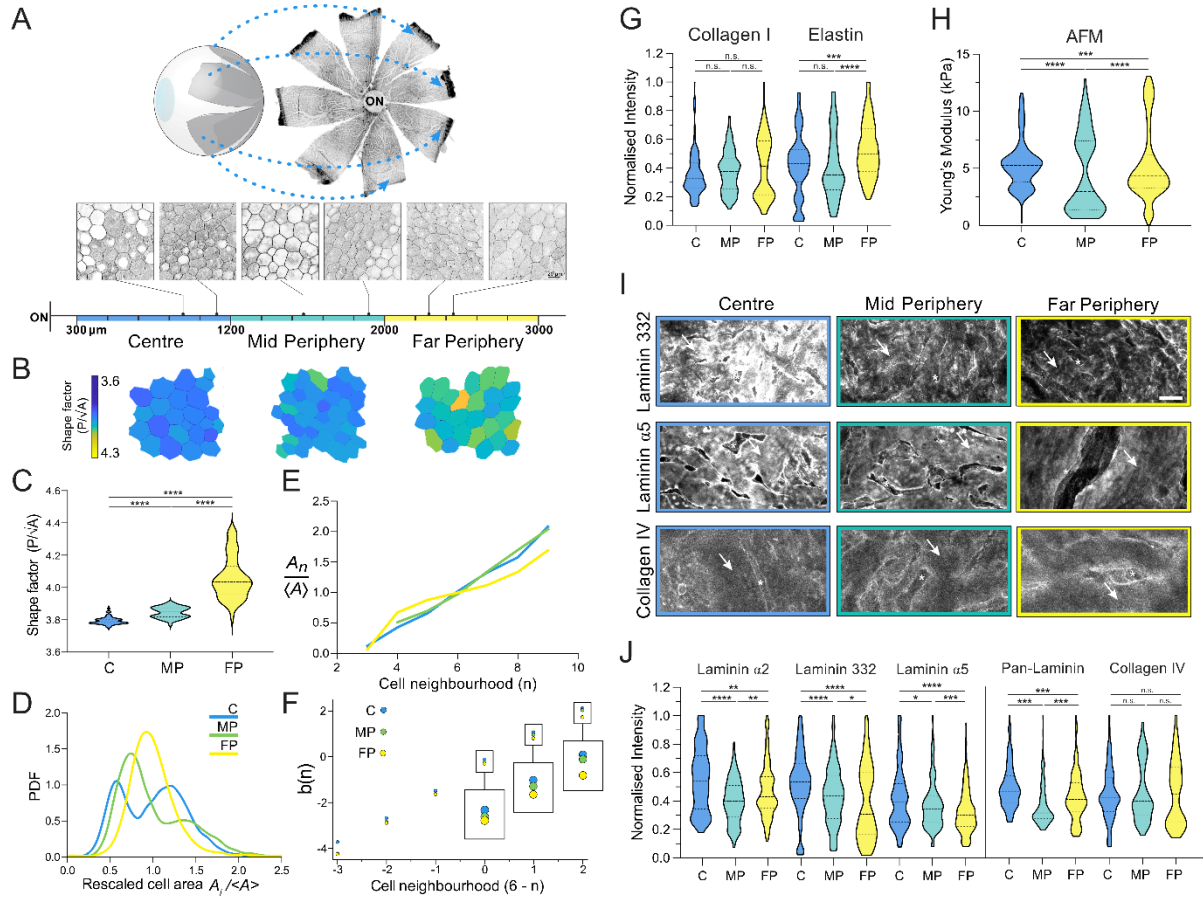 A
ON
ON
300 µm
1200
2000
3000
Centre
Mid Periphery
Far Periphery
B
Shape factor
(P/√A)
3.6
4.3
C
Shape factor (P/√A)
4.6
4.4
4.2
4.0
3.8
3.6
****
****
****
C
MP
FP
D
PDF
2.0
1.5
1.0
0.5
0.0
C
MP
FP
0.0
0.5
1.0
1.5
2.0
2.5
Rescaled cell area A_i /<A>
E
A_n
⟨A⟩
2.5
2.0
1.5
1.0
0.5
0.0
2
4
6
8
10
Cell neighbourhood (n)
F
b(n)
2
0
-2
-4
C
MP
FP
-3
-2
-1
0
1
2
Cell neighbourhood (6 - n)
G
Collagen I
Elastin
Normalised Intensity
1.2
1.0
0.8
0.6
0.4
0.2
0.0
n.s.
n.s.
n.s.
***
n.s.
****
C
MP
FP
C
MP
FP
H
AFM
Young's Modulus (kPa)
15
10
5
0
***
****
****
C
MP
FP
I
Centre
Mid Periphery
Far Periphery
Laminin 332
Laminin α5
Collagen IV
J
Laminin α2
Laminin 332
Laminin α5
Pan-Laminin
Collagen IV
Normalised Intensity
1.2
1.0
0.8
0.6
0.4
0.2
0.0
**
****
**
****
****
*
****
*
***
***
***
***
n.s.
n.s.
n.s.
C
MP
FP
C
MP
FP
C
MP
FP
C
MP
FP
C
MP
FP